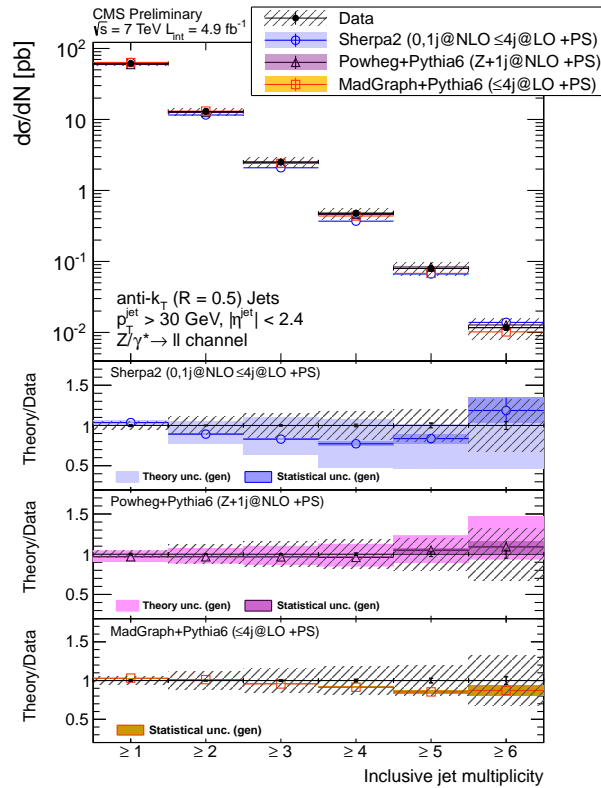 CMS Preliminary
√s = 7 TeV L_int = 4.9 fb⁻¹
Data
Sherpa2 (0,1j@NLO ≤4j@LO +PS)
Powheg+Pythia6 (Z+1j@NLO +PS)
MadGraph+Pythia6 (≤4j@LO +PS)
dσ/dN [pb]
10²
10
1
10⁻¹
10⁻²
anti-k_T (R = 0.5) Jets
p_T^jet > 30 GeV, |η^jet| < 2.4
Z/γ*→ ll channel
Theory/Data
Sherpa2 (0,1j@NLO ≤4j@LO +PS)
1.5
1
0.5
Theory unc. (gen)
Statistical unc. (gen)
Theory/Data
Powheg+Pythia6 (Z+1j@NLO +PS)
1.5
1
0.5
Theory unc. (gen)
Statistical unc. (gen)
Theory/Data
MadGraph+Pythia6 (≤4j@LO +PS)
1.5
1
0.5
Statistical unc. (gen)
≥ 1 ≥ 2 ≥ 3 ≥ 4 ≥ 5 ≥ 6
Inclusive jet multiplicity